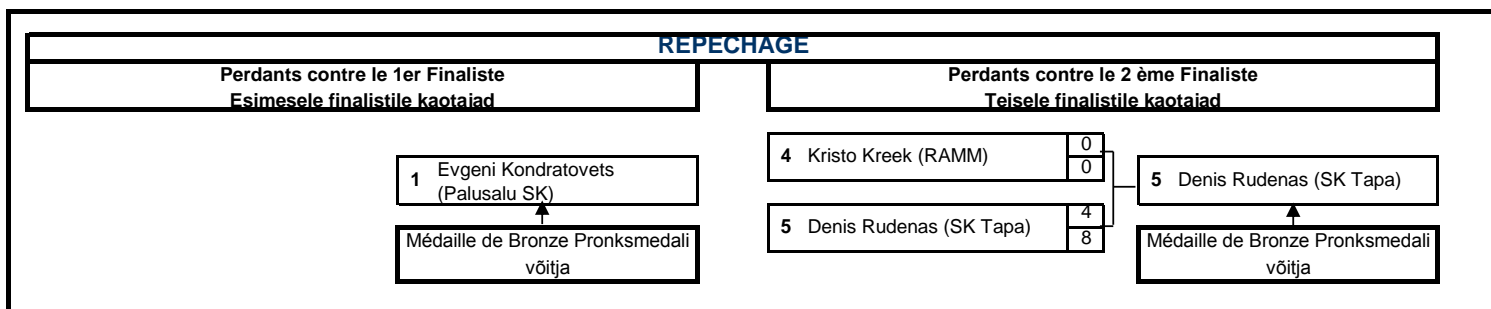 REPECHAGE
Perdants contre le 1er Finaliste
Esimesele finalistile kaotajad
Perdants contre le 2 ème Finaliste
Teisele finalistile kaotajad
1 Evgeni Kondratovets
(Palusalu SK)
Médaille de Bronze Pronksmedali
võitja
4 Kristo Kreek (RAMM) 0
0
5 Denis Rudenas (SK Tapa) 4
8
5 Denis Rudenas (SK Tapa)
Médaille de Bronze Pronksmedali
võitja